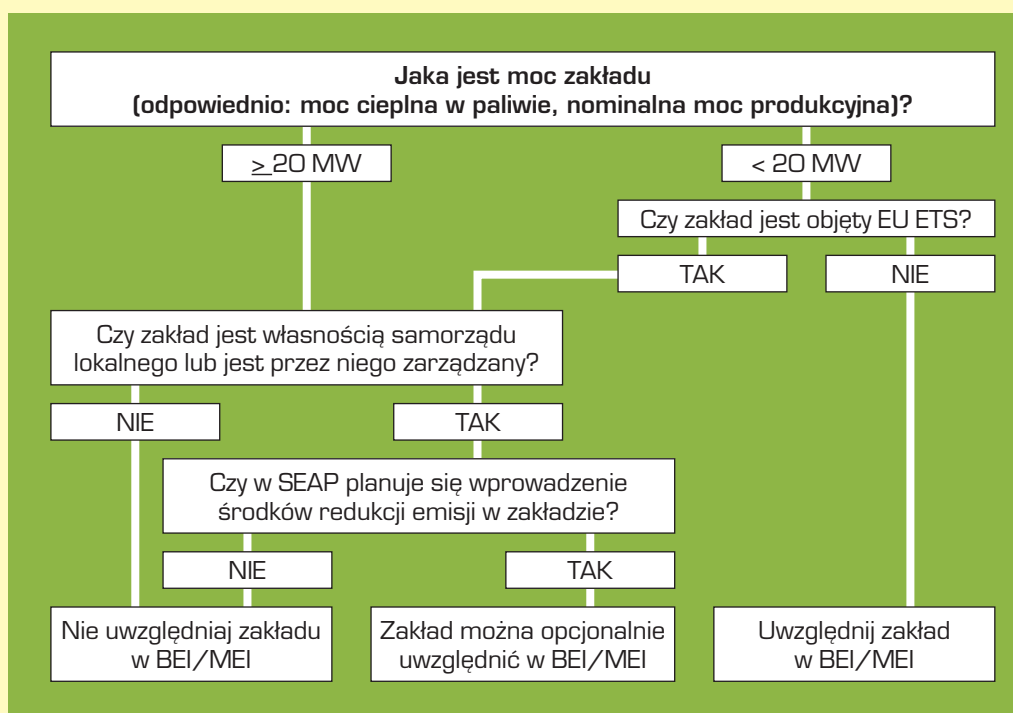 Jaka jest moc zakładu
(odpowiednio: moc cieplna w paliwie, nominalna moc produkcyjna)?
≥ 20 MW
< 20 MW
Czy zakład jest objęty EU ETS?
TAK
NIE
Czy zakład jest własnością samorządu
lokalnego lub jest przez niego zarządzany?
NIE
TAK
Czy w SEAP planuje się wprowadzenie
środków redukcji emisji w zakładzie?
NIE
TAK
Nie uwzględniaj zakładu
w BEI/MEI
Zakład można opcjonalnie
uwzględnić w BEI/MEI
Uwzględnij zakład
w BEI/MEI